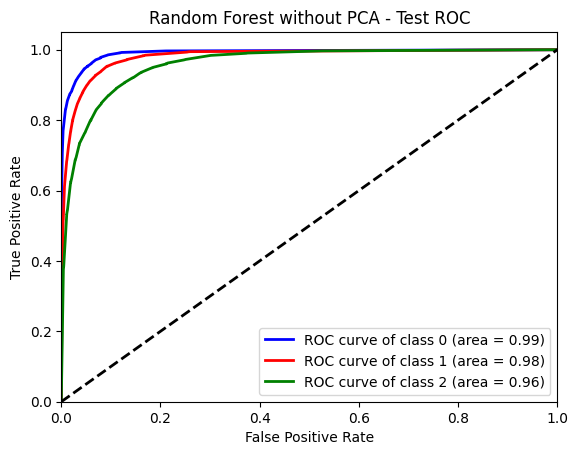 Random Forest without PCA - Test ROC
True Positive Rate
1.0
0.8
0.6
0.4
0.2
0.0
ROC curve of class 0 (area = 0.99)
ROC curve of class 1 (area = 0.98)
ROC curve of class 2 (area = 0.96)
0.0 0.2 0.4 0.6 0.8 1.0
False Positive Rate